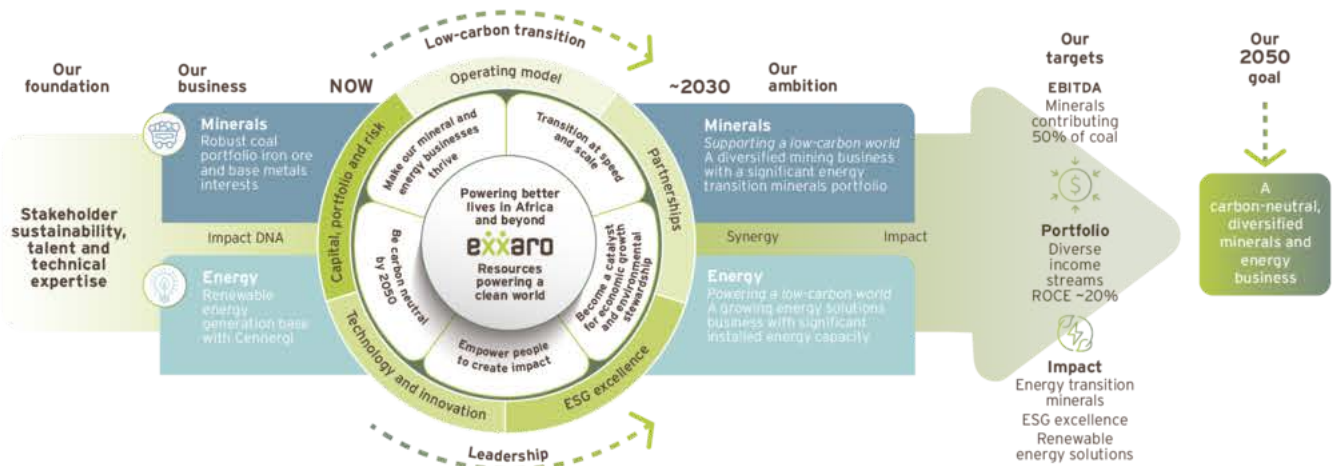 Our
foundation
Stakeholder
sustainability,
talent and
technical
expertise
Our
business
NOW
Minerals
Robust coal
portfolio iron ore
and base metals
interests
Impact DNA
Energy
Renewable
energy
generation base
with Cennergi
Low-carbon transition
Operating model
Capital, portfolio and risk
Partnerships
Technology and innovation
ESG excellence
Make our mineral and
energy businesses
thrive
Transition at speed
and scale
Be carbon neutral
by 2050
Become a catalyst
for economic growth
and environmental
stewardship
Empower people
to create impact
Powering better
lives in Africa
and beyond
exxaro
Resources
powering a
clean world
Leadership
~2030
Our
ambition
Minerals
Supporting a low-carbon world
A diversified mining business
with a significant energy
transition minerals portfolio
Synergy
Impact
Energy
Powering a low-carbon world
A growing energy solutions
business with significant
installed energy capacity
Our
targets
EBITDA
Minerals
contributing
50% of coal
$
Portfolio
Diverse
income
streams
ROCE ~20%
Impact
Energy transition
minerals
ESG excellence
Renewable
energy solutions
Our
2050
goal
A
carbon-neutral,
diversified
minerals and
energy
business